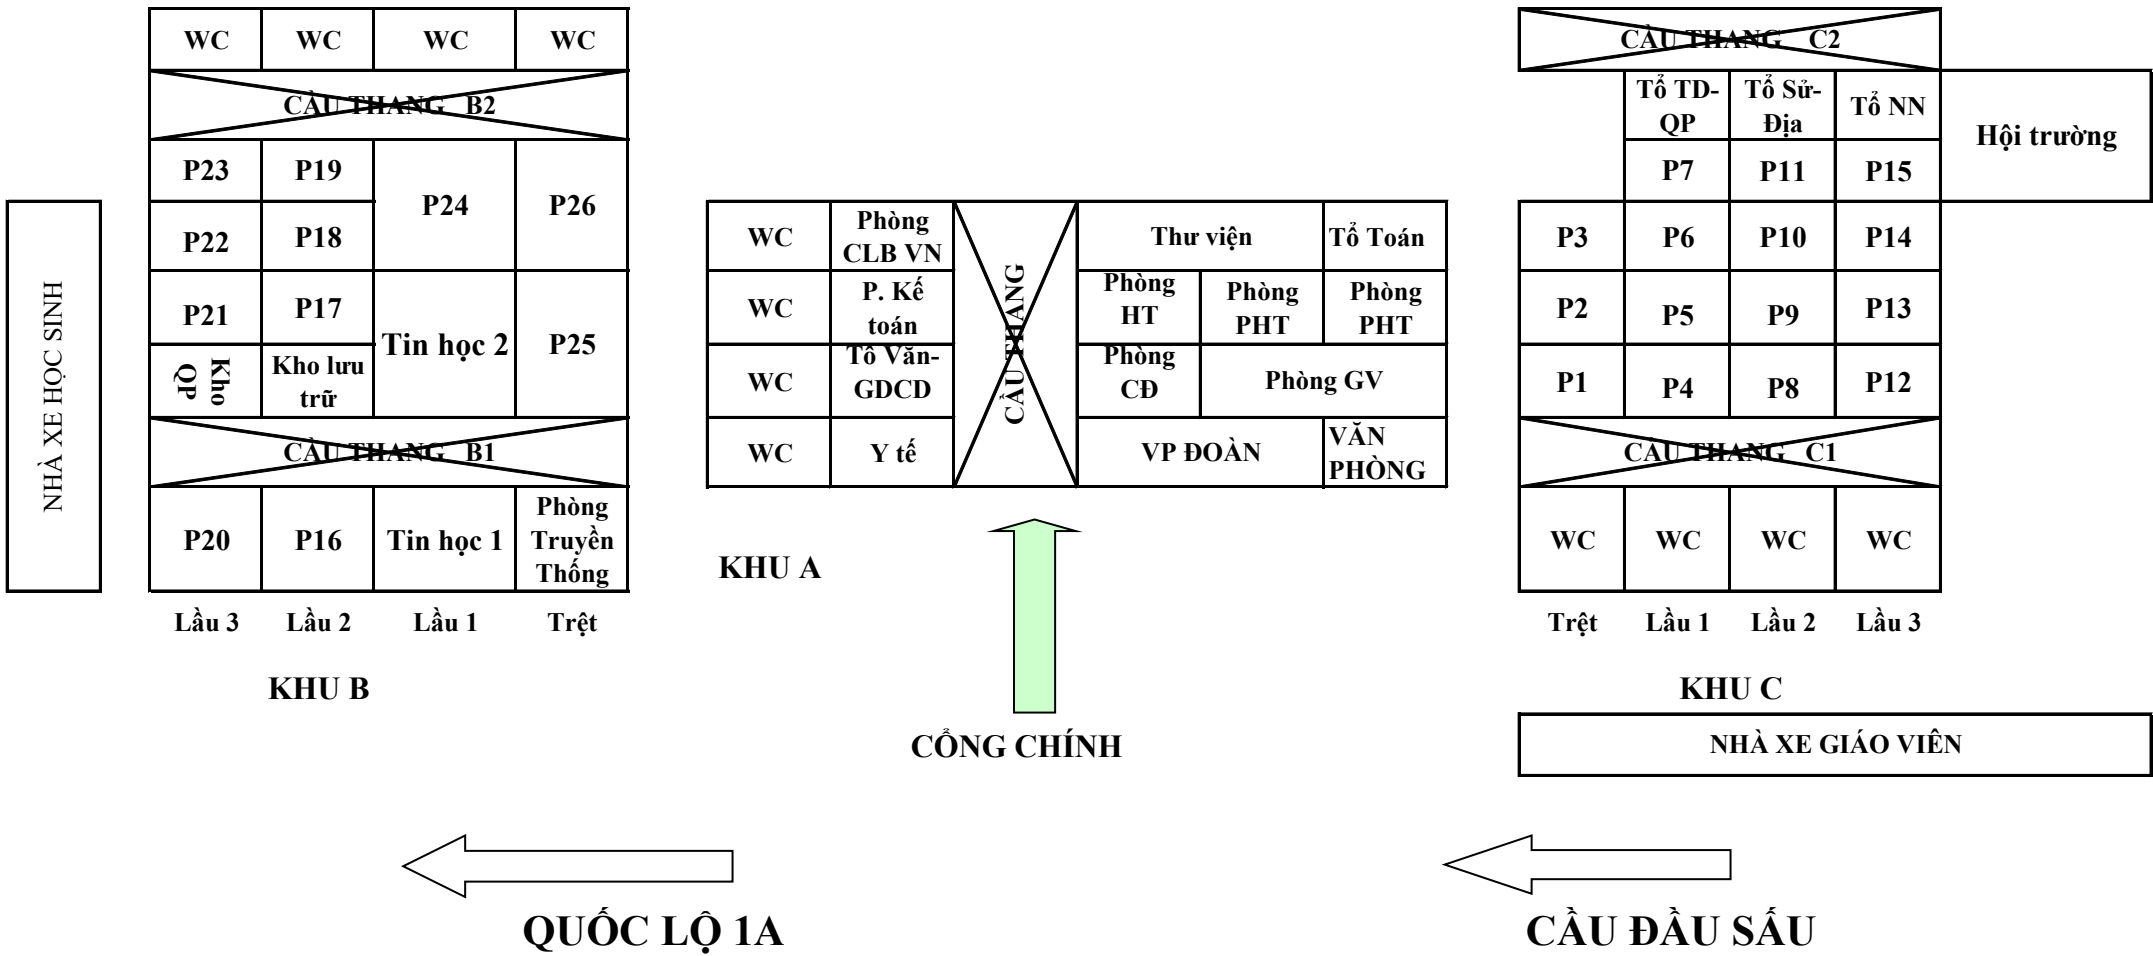 WC WC WC WC
CẦU THANG B2
P23 P19 P24 P26
P22 P18
P21 P17 Tin học 2 P25
Kho
QP
Kho lưu
trữ
CẦU THANG B1
P20 P16 Tin học 1
Phòng
Truyền
Thống
Lầu 3 Lầu 2 Lầu 1 Trệt
KHU B
NHÀ XE HỌC SINH
WC
Phòng
CLB VN
Thư viện
Tổ Toán
WC
P. Kế
toán
Phòng
HT
Phòng
PHT
Phòng
PHT
WC
Tổ Văn-
GDCD
Phòng
CĐ
Phòng GV
WC
Y tế
VP ĐOÀN
VĂN
PHÒNG
CẦU THANG
KHU A
CỔNG CHÍNH
CẦU THANG C2
Tổ TD-
QP
Tổ Sử-
Địa
Tổ NN
Hội trường
P7 P11 P15
P3 P6 P10 P14
P2 P5 P9 P13
P1 P4 P8 P12
CẦU THANG C1
WC WC WC WC
Trệt Lầu 1 Lầu 2 Lầu 3
KHU C
NHÀ XE GIÁO VIÊN
QUỐC LỘ 1A
CẦU ĐẦU SẤU